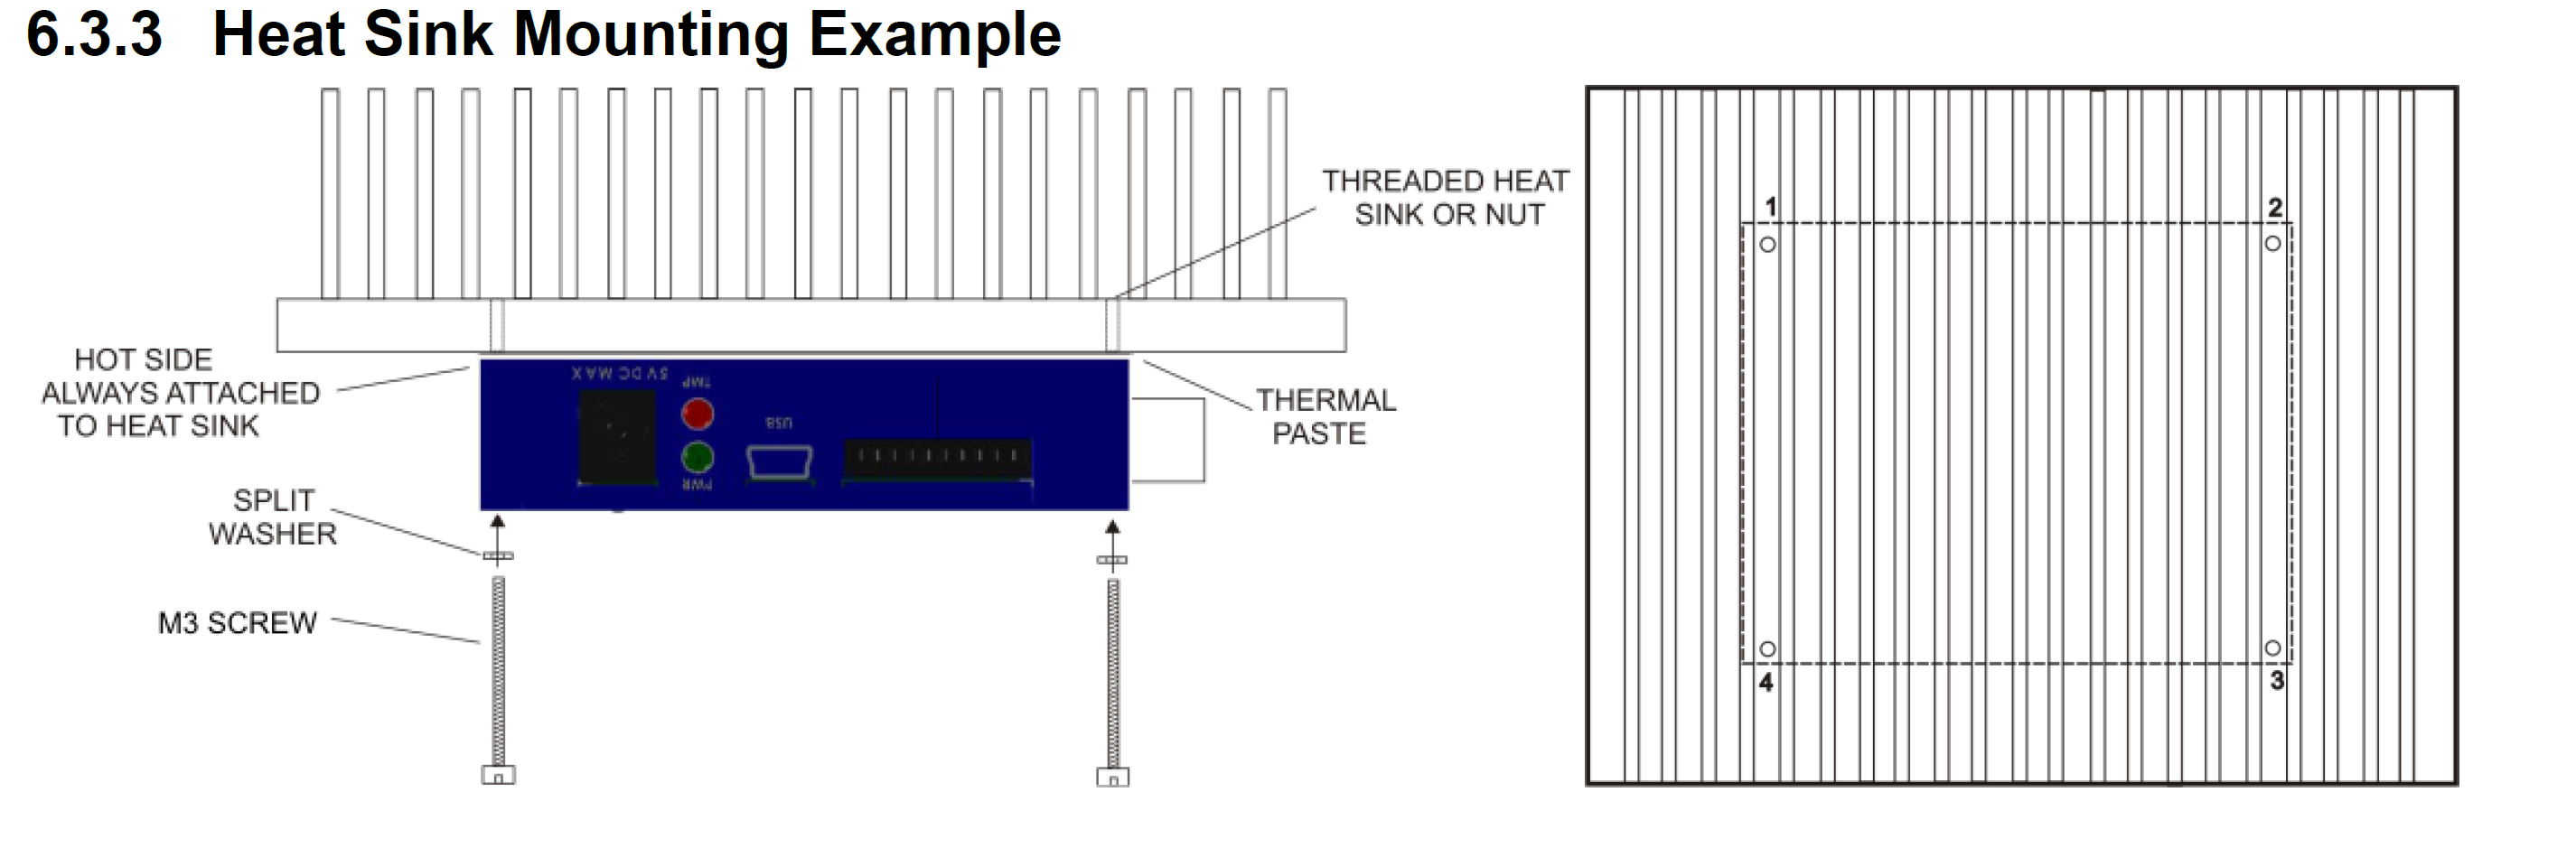 6.3.3 Heat Sink Mounting Example
THREADED HEAT
SINK OR NUT
HOT SIDE
ALWAYS ATTACHED
TO HEAT SINK
5V DC MAX
TMP
USB
PWR
THERMAL
PASTE
SPLIT
WASHER
M3 SCREW
1
2
4
3